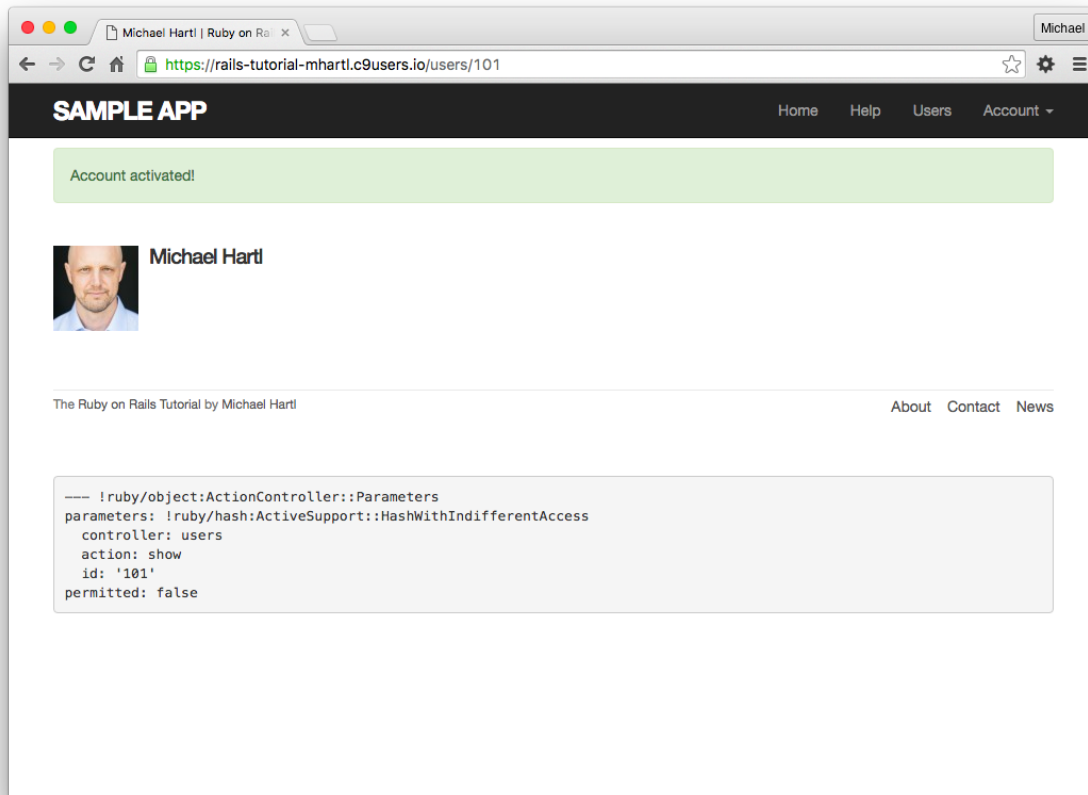 Michael Hartl | Ruby on Ra
Michael
https://rails-tutorial-mhartl.c9users.io/users/101
SAMPLE APP
Home Help Users Account
Account activated!
Michael Hartl
The Ruby on Rails Tutorial by Michael Hartl
About Contact News
--- !ruby/object:ActionController::Parameters
parameters: !ruby/hash:ActiveSupport::HashWithIndifferentAccess
  controller: users
  action: show
  id: '101'
permitted: false